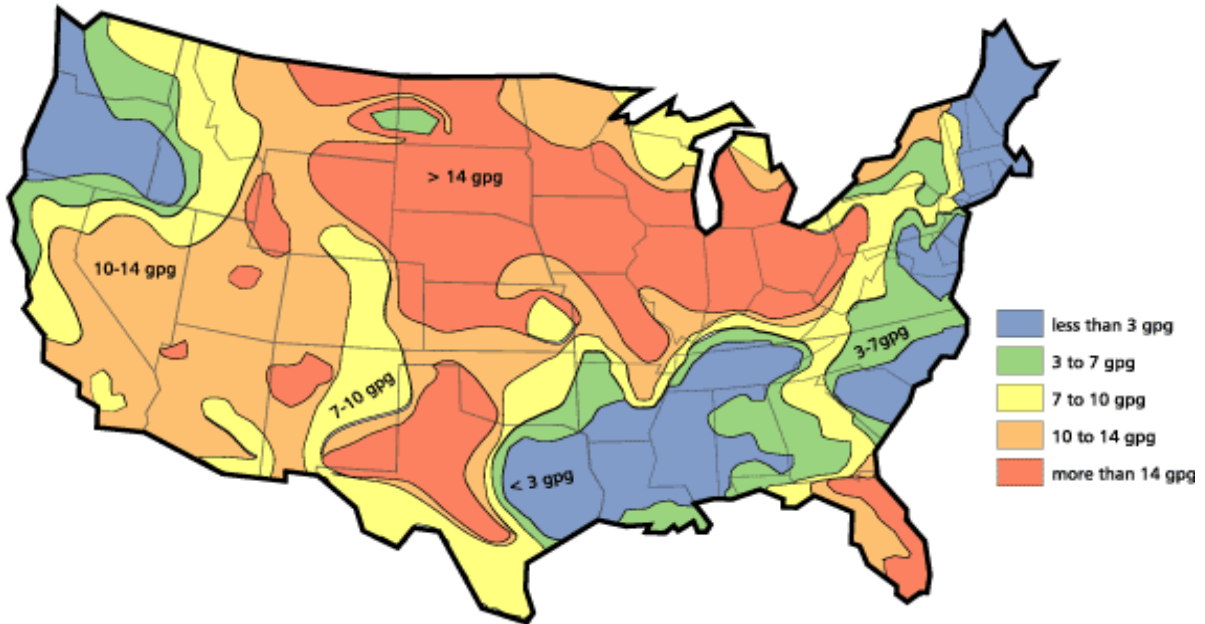 > 14 gpg
10-14 gpg
3-7gpg
7-10 gpg
< 3 gpg
less than 3 gpg
3 to 7 gpg
7 to 10 gpg
10 to 14 gpg
more than 14 gpg